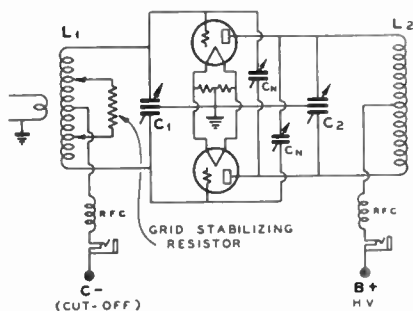 L1
L2
CN
C1
C2
CN
RFC
RFC
GRID STABILIZING
RESISTOR
C-
(CUT-OFF)
B+
HV